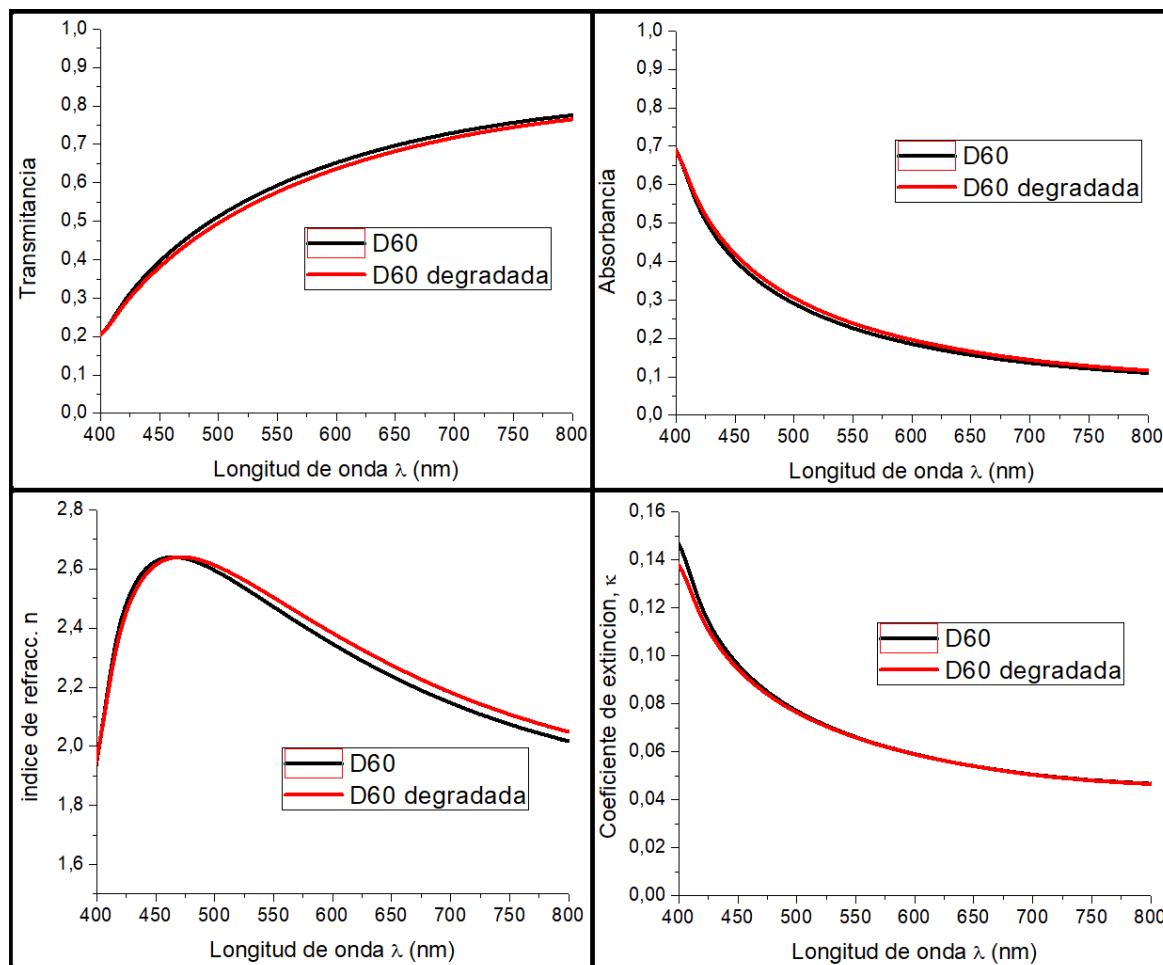 1,0
0,9
0,8
0,7
0,6
0,5
0,4
0,3
0,2
0,1
0,0
Transmitancia
D60
D60 degradada
400 450 500 550 600 650 700 750 800
Longitud de onda λ (nm)
1,0
0,9
0,8
0,7
0,6
0,5
0,4
0,3
0,2
0,1
0,0
Absorbancia
D60
D60 degradada
400 450 500 550 600 650 700 750 800
Longitud de onda λ (nm)
2,8
2,6
2,4
2,2
2,0
1,8
1,6
indice de refracc. n
D60
D60 degradada
400 450 500 550 600 650 700 750 800
Longitud de onda λ (nm)
0,16
0,14
0,12
0,10
0,08
0,06
0,04
0,02
0,00
Coeficiente de extincion, κ
D60
D60 degradada
400 450 500 550 600 650 700 750 800
Longitud de onda λ (nm)